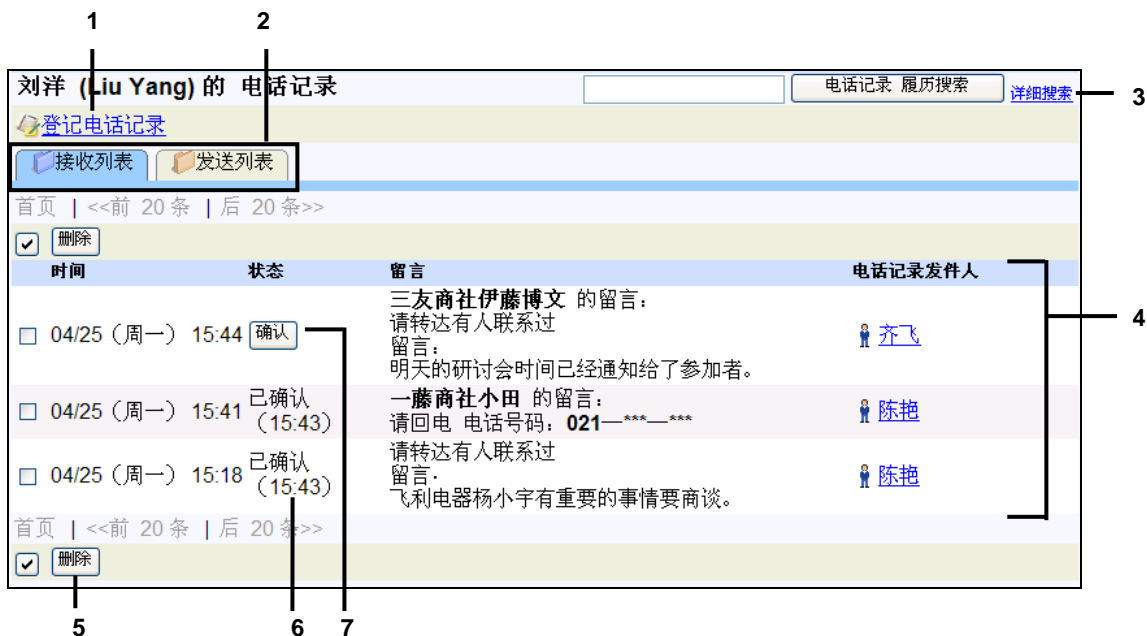 1 2
刘洋 (Liu Yang) 的 电话记录 电话记录 履历搜索 详细搜索 3
登记电话记录
接收列表 发送列表
首页 | <<前 20 条 | 后 20 条>>
删除
时间 状态 留言 电话记录发件人
三友商社伊藤博文 的留言：
请转达有人联系过
04/25（周一） 15:44 确认 齐飞 4
留言：
明天的研讨会时间已经通知给了参加者。
已确认 一藤商社小田 的留言：
04/25（周一） 15:41 陈艳
（15:43） 请回电 电话号码：021—***—***
请转达有人联系过
已确认
04/25（周一） 15:18 留言. 陈艳
（15:43）
飞利电器杨小宇有重要的事情要商谈。
首页 | <<前 20 条 | 后 20 条>>
删除
5 6 7